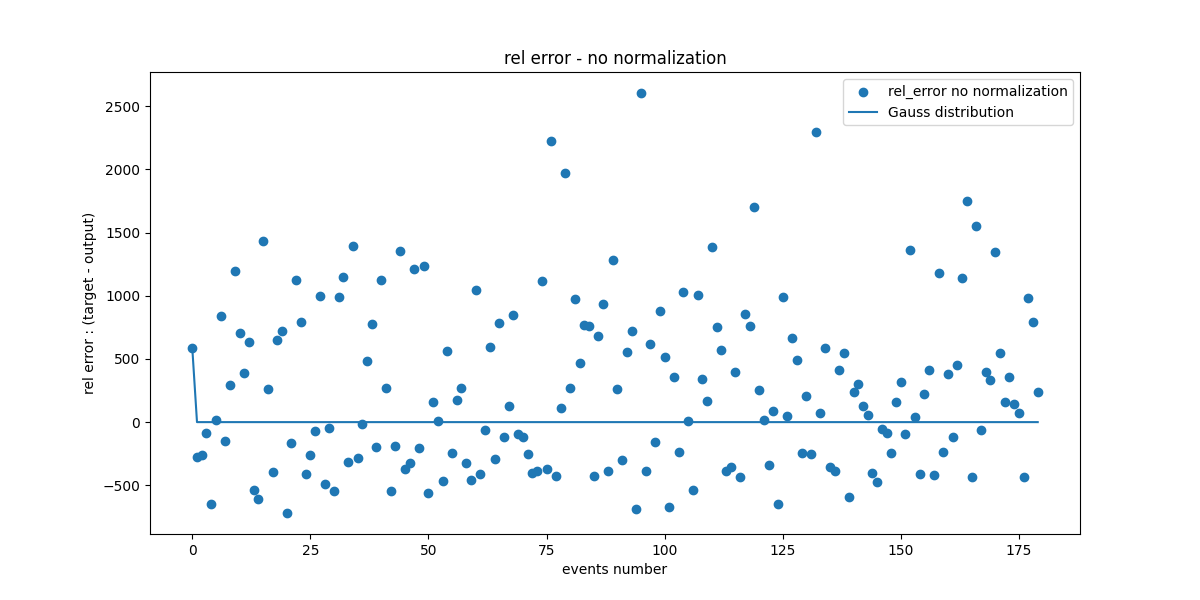 rel error - no normalization
rel_error no normalization
Gauss distribution
2500
2000
1500
1000
500
0
−500
rel error : (target - output)
0 25 50 75 100 125 150 175
events number